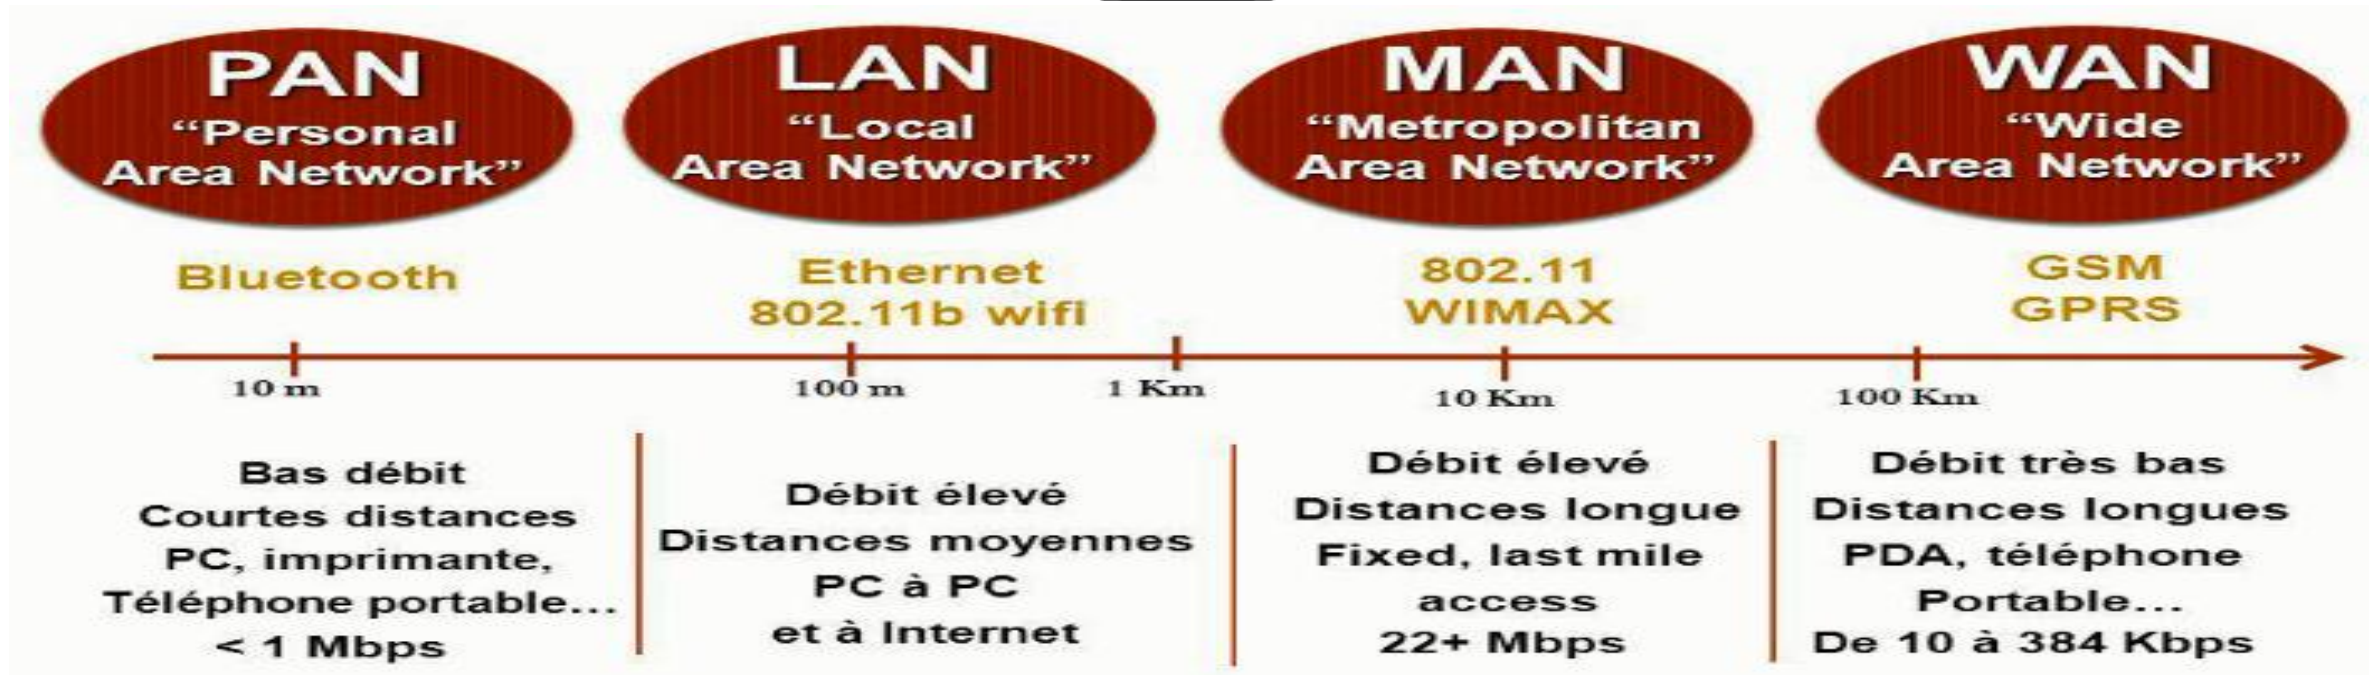 PAN
“Personal
Area Network”
LAN
“Local
Area Network”
MAN
“Metropolitan
Area Network”
WAN
“Wide
Area Network”
Bluetooth
Ethernet
802.11b wifi
802.11
WIMAX
GSM
GPRS
10 m
100 m
1 Km
10 Km
100 Km
Bas débit
Courtes distances
PC, imprimante,
Téléphone portable...
< 1 Mbps
Débit élevé
Distances moyennes
PC à PC
et à Internet
Débit élevé
Distances longue
Fixed, last mile
access
22+ Mbps
Débit très bas
Distances longues
PDA, téléphone
Portable...
De 10 à 384 Kbps